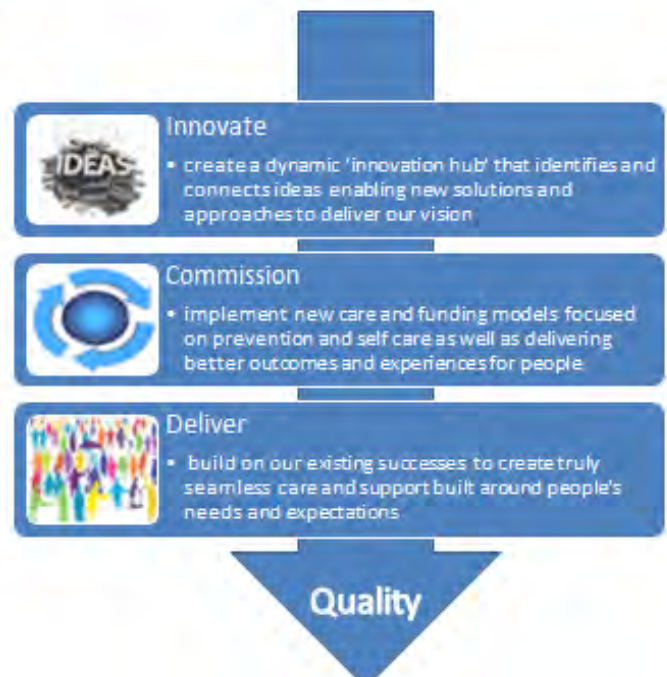 Innovate
IDEAS
▪ create a dynamic 'innovation hub' that identifies and
connects ideas enabling new solutions and
approaches to deliver our vision
Commission
▪ implement new care and funding models focused
on prevention and self care as well as delivering
better outcomes and experiences for people
Deliver
▪ build on our existing successes to create truly
seamless care and support built around people's
needs and expectations
Quality